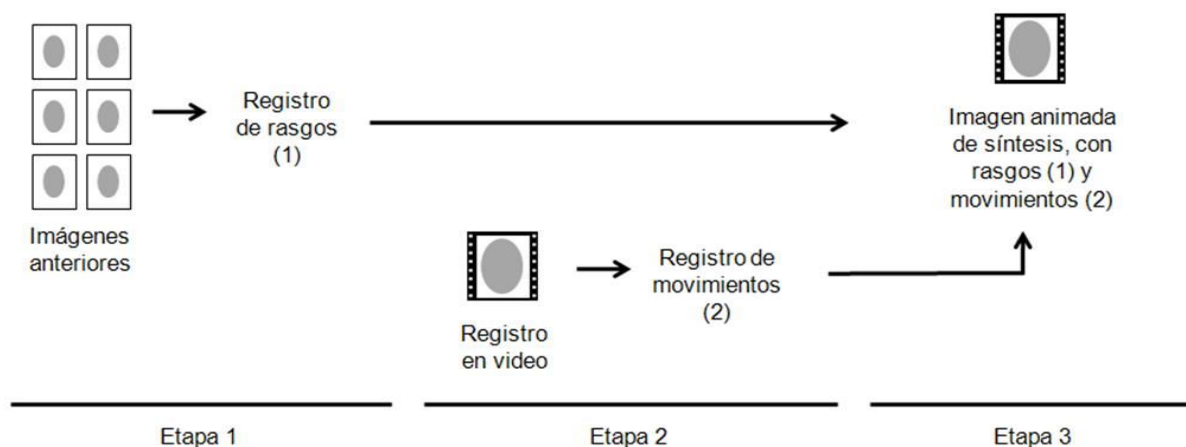 Imágenes
anteriores
Registro
de rasgos
(1)
Registro
en video
Registro de
movimientos
(2)
Imagen animada
de síntesis, con
rasgos (1) y
movimientos (2)
Etapa 1
Etapa 2
Etapa 3